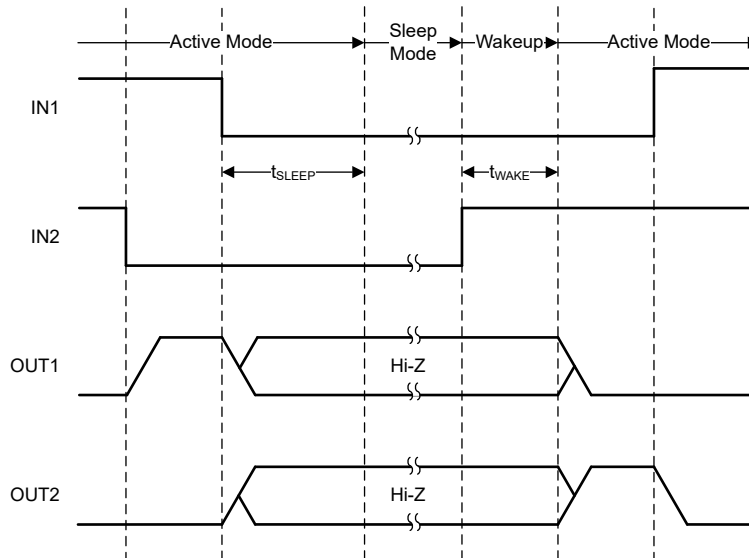 Active Mode
Sleep
Mode
Wakeup
Active Mode
IN1
tSLEEP
tWAKE
IN2
OUT1
Hi-Z
OUT2
Hi-Z